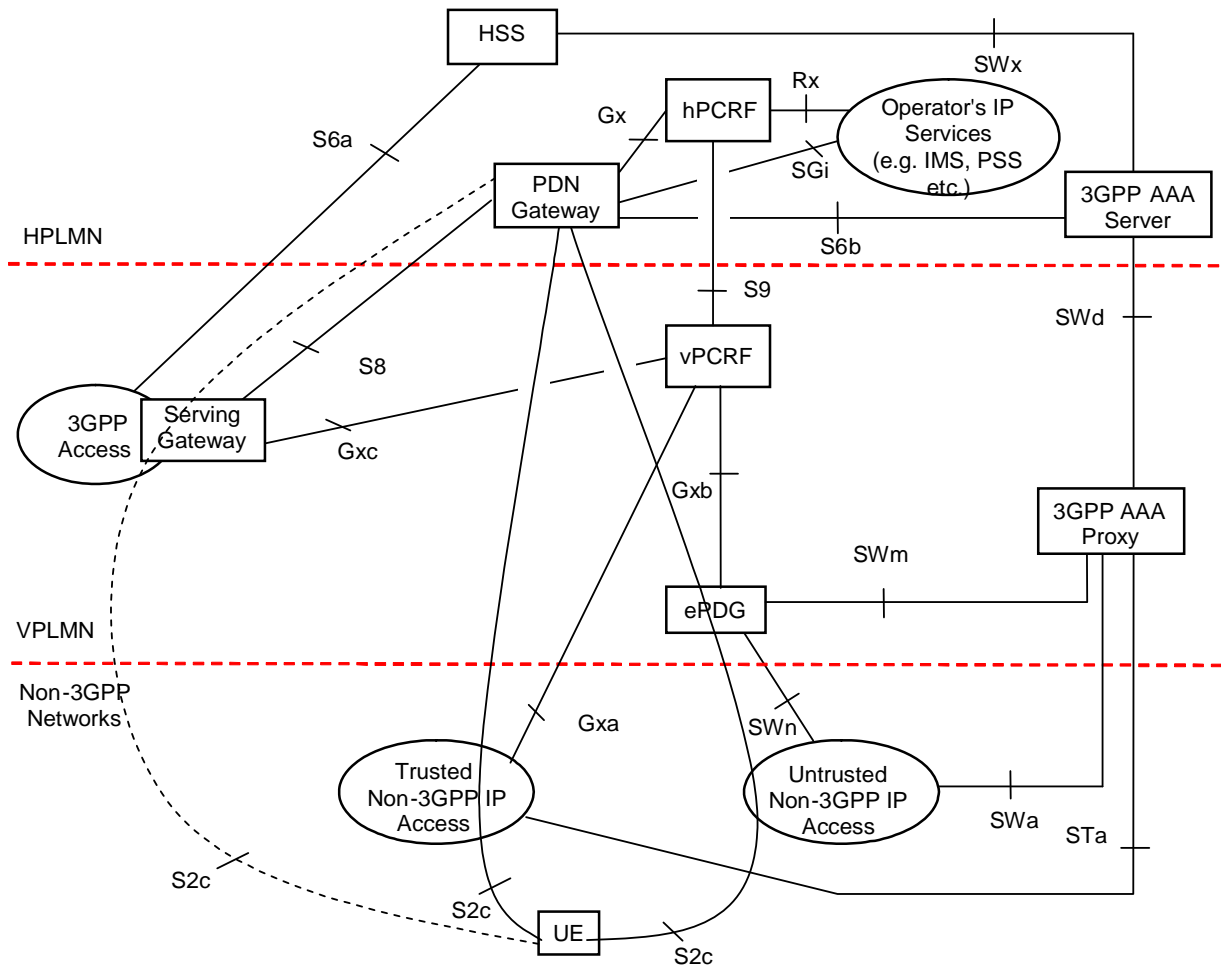 HSS
SWx
Rx
Gx
hPCRF
Operator's IP
Services
(e.g. IMS, PSS
etc.)
S6a
SGi
PDN
Gateway
3GPP AAA
Server
HPLMN
S6b
S9
SWd
vPCRF
S8
3GPP
Access
Serving
Gateway
Gxc
Gxb
3GPP AAA
Proxy
SWm
ePDG
VPLMN
Non-3GPP
Networks
Gxa
SWn
Trusted
Non-3GPP IP
Access
Untrusted
Non-3GPP IP
Access
SWa
STa
S2c
S2c
UE
S2c